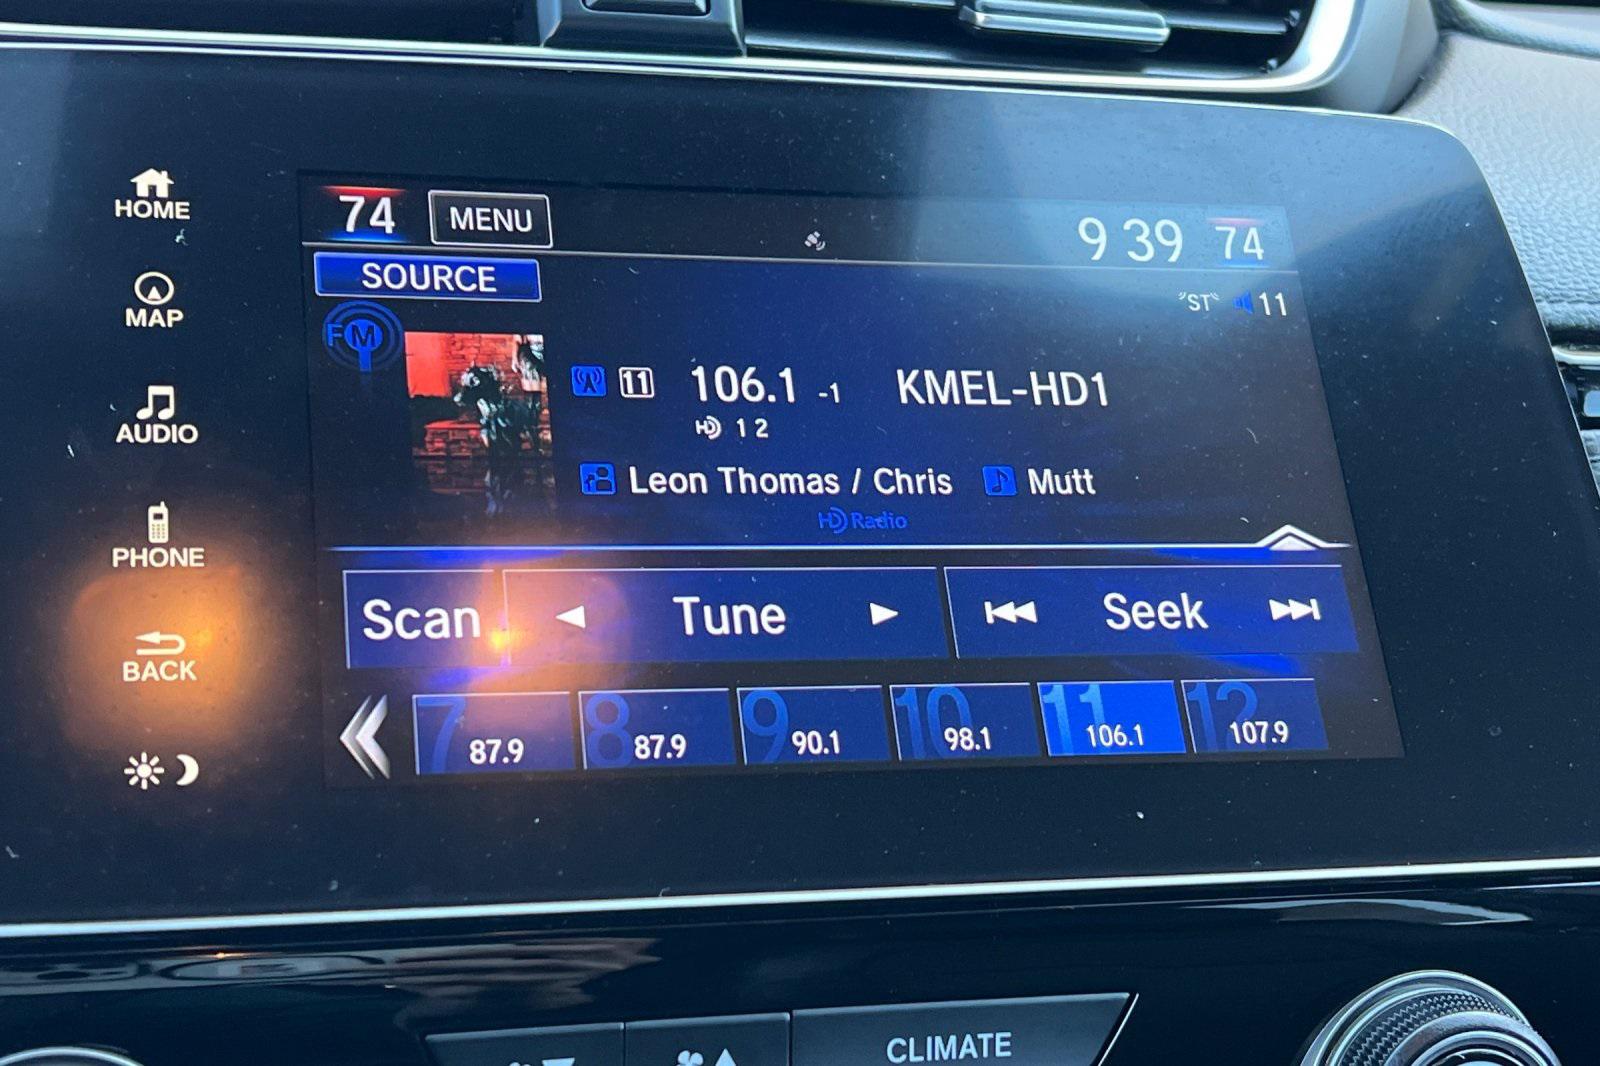 HOME
MAP
AUDIO
PHONE
BACK
74 MENU 9 39 74
SOURCE
"ST" 11
FM
11 106.1 -1 KMEL-HD1
HD 1 2
Leon Thomas / Chris Mutt
HD Radio
Scan Tune Seek
7 87.9 8 87.9 9 90.1 10 98.1 11 106.1 12 107.9
CLIMATE